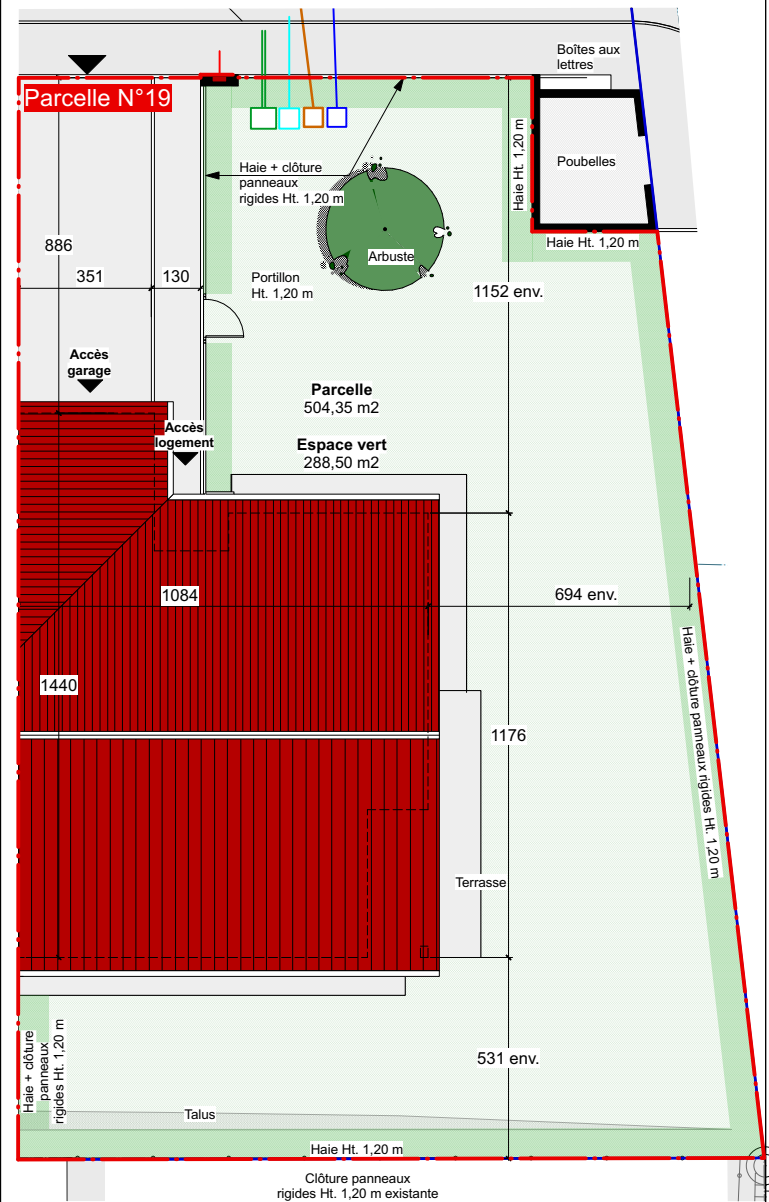 Boîtes aux
lettres
Parcelle N°19
Haie Ht. 1,20 m
Poubelles
Haie + clôture
panneaux
rigides Ht. 1,20 m
Haie Ht. 1,20 m
886
Arbuste
351
130
Portillon
Ht. 1,20 m
1152 env.
Accès
garage
Parcelle
504,35 m2
Accès
logement
Espace vert
288,50 m2
1084
694 env.
Haie + clôture panneaux rigides Ht. 1,20 m
1440
1176
Terrasse
Haie + clôture
panneaux
rigides Ht. 1,20 m
531 env.
Talus
Haie Ht. 1,20 m
Clôture panneaux
rigides Ht. 1,20 m existante